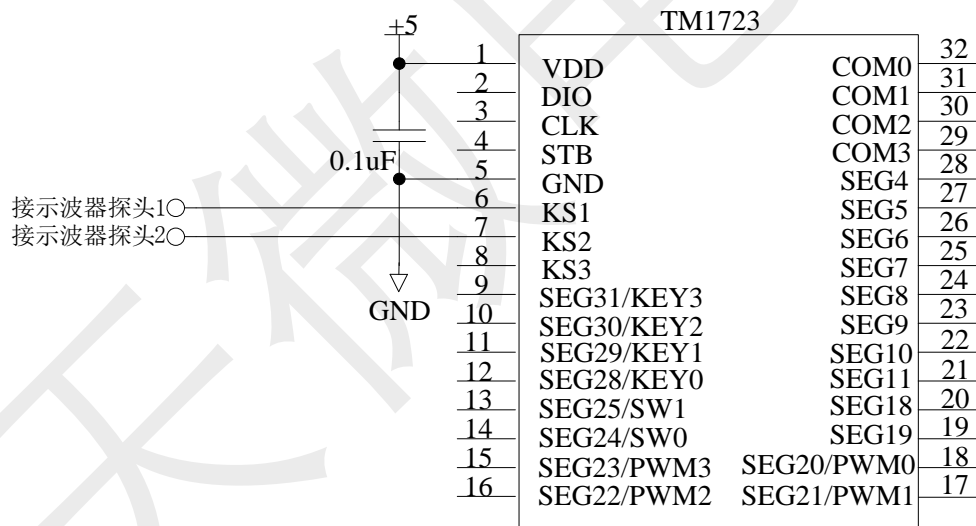 TM1723
+5
1 VDD COM0 32
2 DIO COM1 31
3 CLK COM2 30
4 STB COM3 29
0.1uF
5 GND SEG4 28
接示波器探头1 6 KS1 SEG5 27
接示波器探头2 7 KS2 SEG6 26
8 KS3 SEG7 25
GND
9 SEG31/KEY3 SEG8 24
10 SEG30/KEY2 SEG9 23
11 SEG29/KEY1 SEG10 22
12 SEG28/KEY0 SEG11 21
13 SEG25/SW1 SEG18 20
14 SEG24/SW0 SEG19 19
15 SEG23/PWM3 SEG20/PWM0 18
16 SEG22/PWM2 SEG21/PWM1 17
天微电